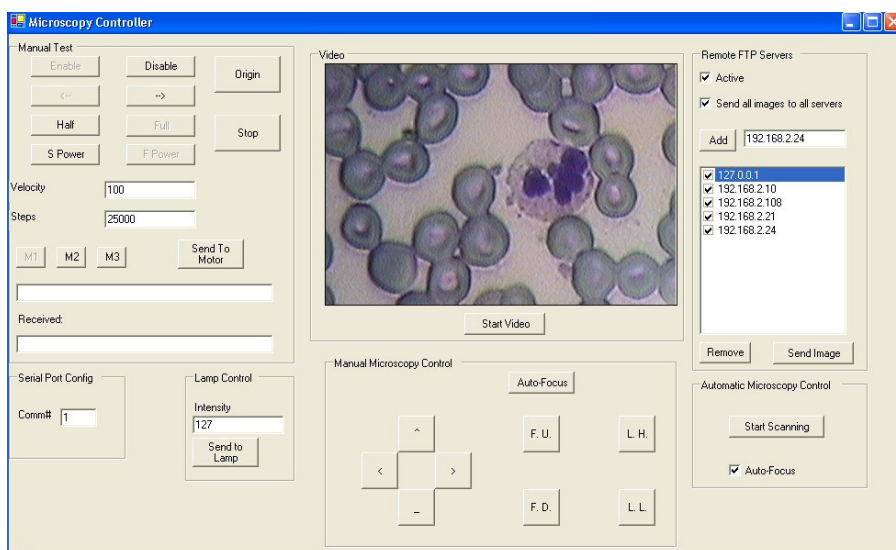 Microscopy Controller
Manual Test
Enable
Disable
Origin
<--
-->
Half
Full
Stop
S Power
F Power
Velocity
100
Steps
25000
M1
M2
M3
Send To
Motor
Received:
Serial Port Config
Comm#
1
Lamp Control
Intensity
127
Send to
Lamp
Video
Start Video
Manual Microscopy Control
Auto-Focus
^
<
>
_
F. U.
L. H.
F. D.
L. L.
Remote FTP Servers
Active
Send all images to all servers
Add
192.168.2.24
127.0.0.1
192.168.2.10
192.168.2.108
192.168.2.21
192.168.2.24
Remove
Send Image
Automatic Microscopy Control
Start Scanning
Auto-Focus